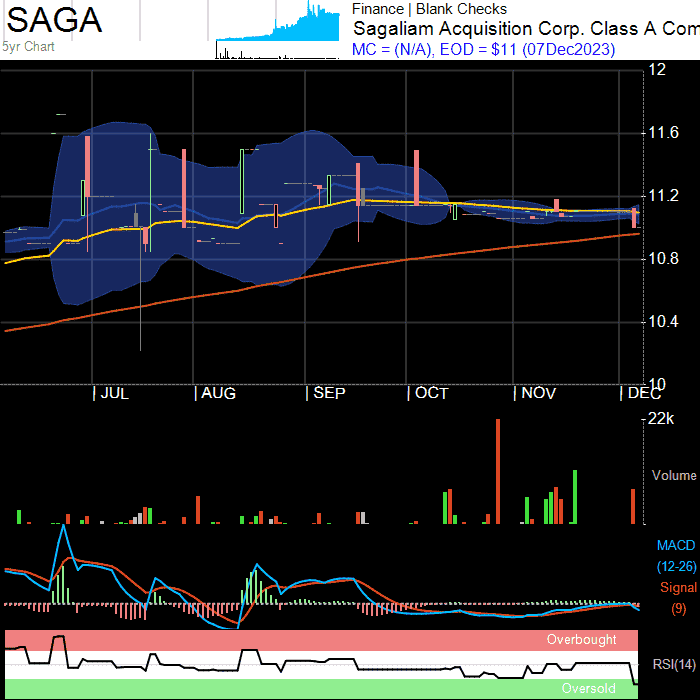 SAGA
5yr Chart
Finance | Blank Checks
Sagaliam Acquisition Corp. Class A Com
MC = (N/A), EOD = $11 (07Dec2023)
12
11.6
11.2
10.8
10.4
10
JUL
AUG
SEP
OCT
NOV
DEC
22k
Volume
MACD
(12-26)
Signal
(9)
Overbought
RSI(14)
Oversold